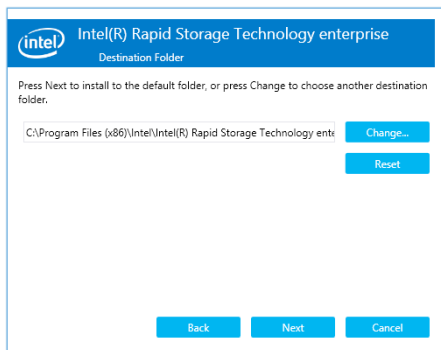 intel
Intel(R) Rapid Storage Technology enterprise
Destination Folder
Press Next to install to the default folder, or press Change to choose another destination
folder.
C:\Program Files (x86)\Intel\Intel(R) Rapid Storage Technology ente
Change...
Reset
Back
Next
Cancel